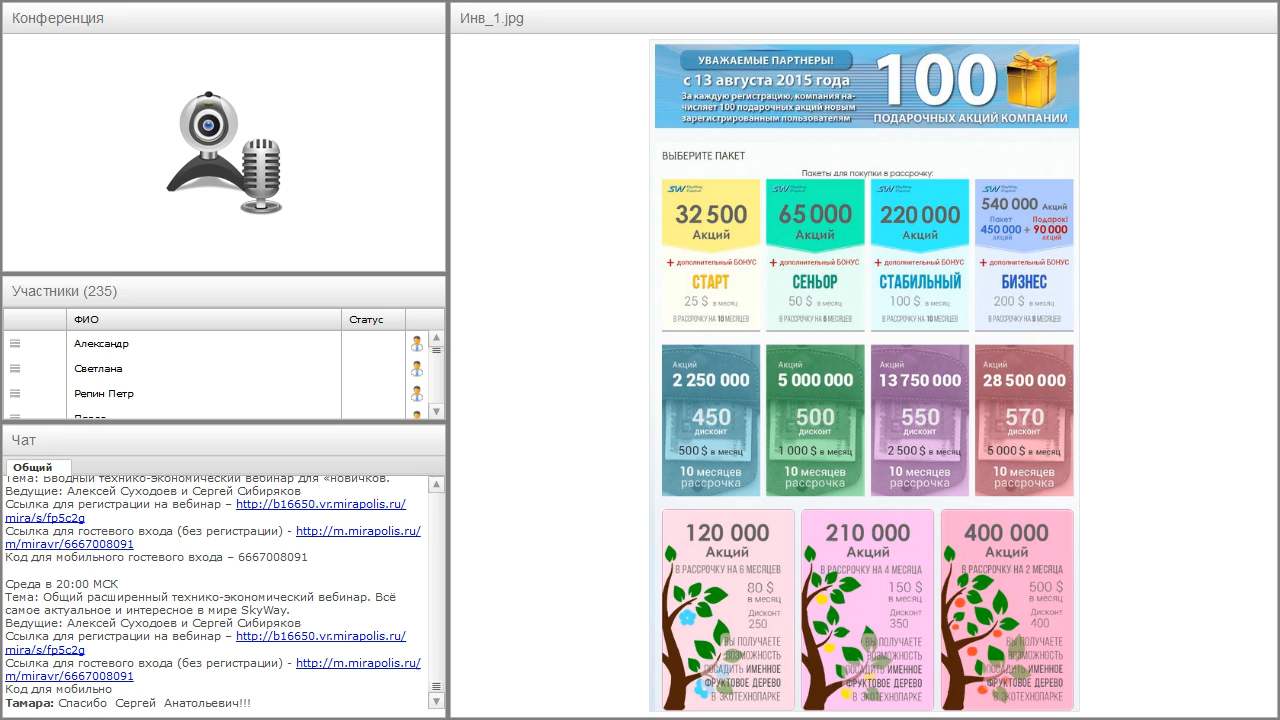 Конференция
Участники (235)
ФИО Статус
Александр
Светлана
Репин Петр
Чат
Общий
Тема: Вводный технико-экономический вебинар для «новичков.
Ведущие: Алексей Суходоев и Сергей Сибиряков
Ссылка для регистрации на вебинар – http://b16650.vr.mirapolis.ru/
mira/s/fp5c2g
Ссылка для гостевого входа (без регистрации) - http://m.mirapolis.ru/
m/miravr/6667008091
Код для мобильного гостевого входа – 6667008091
Среда в 20:00 МСК
Тема: Общий расширенный технико-экономический вебинар. Всё
самое актуальное и интересное в мире SkyWay.
Ведущие: Алексей Суходоев и Сергей Сибиряков
Ссылка для регистрации на вебинар – http://b16650.vr.mirapolis.ru/
mira/s/fp5c2g
Ссылка для гостевого входа (без регистрации) - http://m.mirapolis.ru/
m/miravr/6667008091
Код для мобильно
Тамара: Спасибо Сергей Анатольевич!!!
Инв_1.jpg
УВАЖАЕМЫЕ ПАРТНЕРЫ!
с 13 августа 2015 года
За каждую регистрацию, компания на-
числяет 100 подарочных акций новым
зарегистрированным пользователям
100
ПОДАРОЧНЫХ АКЦИЙ КОМПАНИИ
ВЫБЕРИТЕ ПАКЕТ
Пакеты для покупки в рассрочку:
SW
32 500
Акций
+ дополнительный БОНУС
СТАРТ
25 $ в месяц
В РАССРОЧКУ НА 10 МЕСЯЦЕВ
SW
65 000
Акций
+ дополнительный БОНУС
СЕНЬОР
50 $ в месяц
SW
220 000
Акций
+ дополнительный БОНУС
СТАБИЛЬНЫЙ
100 $ в месяц
В РАССРОЧКУ НА 10 МЕСЯЦЕВ
SW
540 000 Акций
Пакет Подарок!
450 000 + 90 000
АКЦИЙ АКЦИЙ
+ дополнительный БОНУС
БИЗНЕС
200 $ в месяц
Акций
2 250 000
450
дисконт
500 $ в месяц
10 месяцев
рассрочка
Акций
5 000 000
500
дисконт
1 000 $ в месяц
10 месяцев
рассрочка
Акций
13 750 000
550
дисконт
2 500 $ в месяц
10 месяцев
рассрочка
Акций
28 500 000
570
дисконт
5 000 $ в месяц
10 месяцев
рассрочка
120 000
Акций
В РАССРОЧКУ НА 6 МЕСЯЦЕВ
80 $
в месяц
Дисконт
250
ВЫ ПОЛУЧАЕТЕ
ВОЗМОЖНОСТЬ
ПОСАДИТЬ ИМЕННОЕ
ФРУКТОВОЕ ДЕРЕВО
В ЭКОТЕХНОПАРКЕ
210 000
Акций
В РАССРОЧКУ НА 4 МЕСЯЦА
150 $
в месяц
Дисконт
350
ВЫ ПОЛУЧАЕТЕ
ВОЗМОЖНОСТЬ
ПОСАДИТЬ ИМЕННОЕ
ФРУКТОВОЕ ДЕРЕВО
В ЭКОТЕХНОПАРКЕ
400 000
Акций
В РАССРОЧКУ НА 2 МЕСЯЦА
500 $
в месяц
Дисконт
400
ВЫ ПОЛУЧАЕТЕ
ВОЗМОЖНОСТЬ
ПОСАДИТЬ ИМЕННОЕ
ФРУКТОВОЕ ДЕРЕВО
В ЭКОТЕХНОПАРКЕ